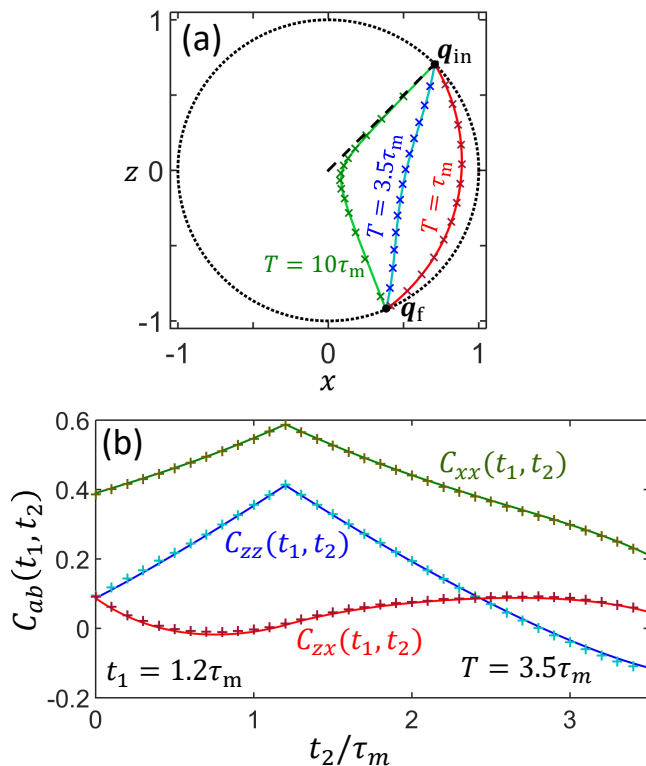 (a)
1
q_in
z 0
T = 3.5τ_m
T = τ_m
T = 10τ_m
q_f
-1
-1 0 1
x
(b)
0.6
0.4
0.2
0
-0.2
C_ab(t_1, t_2)
C_xx(t_1, t_2)
C_zz(t_1, t_2)
C_zx(t_1, t_2)
t_1 = 1.2τ_m
T = 3.5τ_m
0 1 2 3
t_2/τ_m